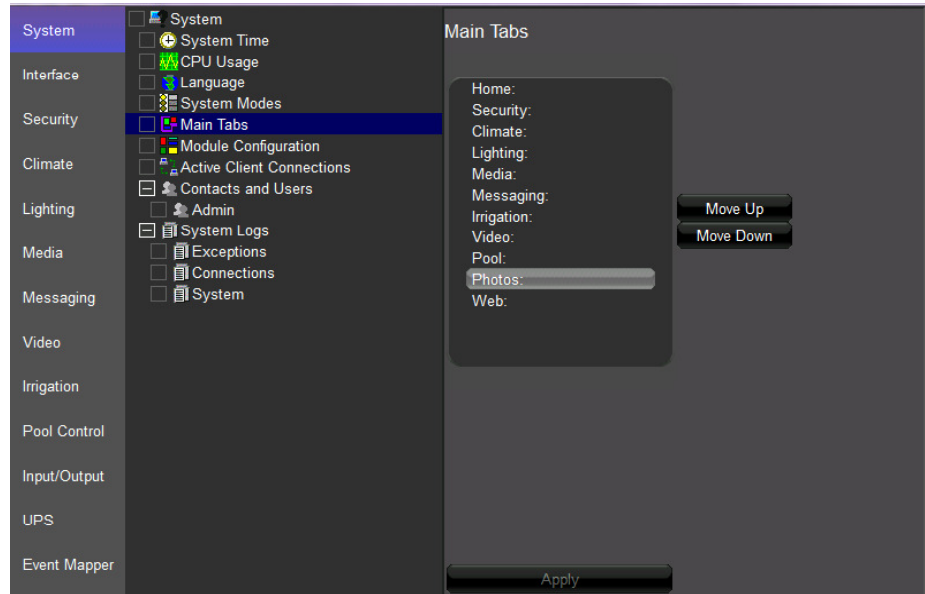 System
Interface
Security
Climate
Lighting
Media
Messaging
Video
Irrigation
Pool Control
Input/Output
UPS
Event Mapper
System
System Time
CPU Usage
Language
System Modes
Main Tabs
Module Configuration
Active Client Connections
Contacts and Users
Admin
System Logs
Exceptions
Connections
System
Main Tabs
Home:
Security:
Climate:
Lighting:
Media:
Messaging:
Irrigation:
Video:
Pool:
Photos:
Web:
Move Up
Move Down
Apply